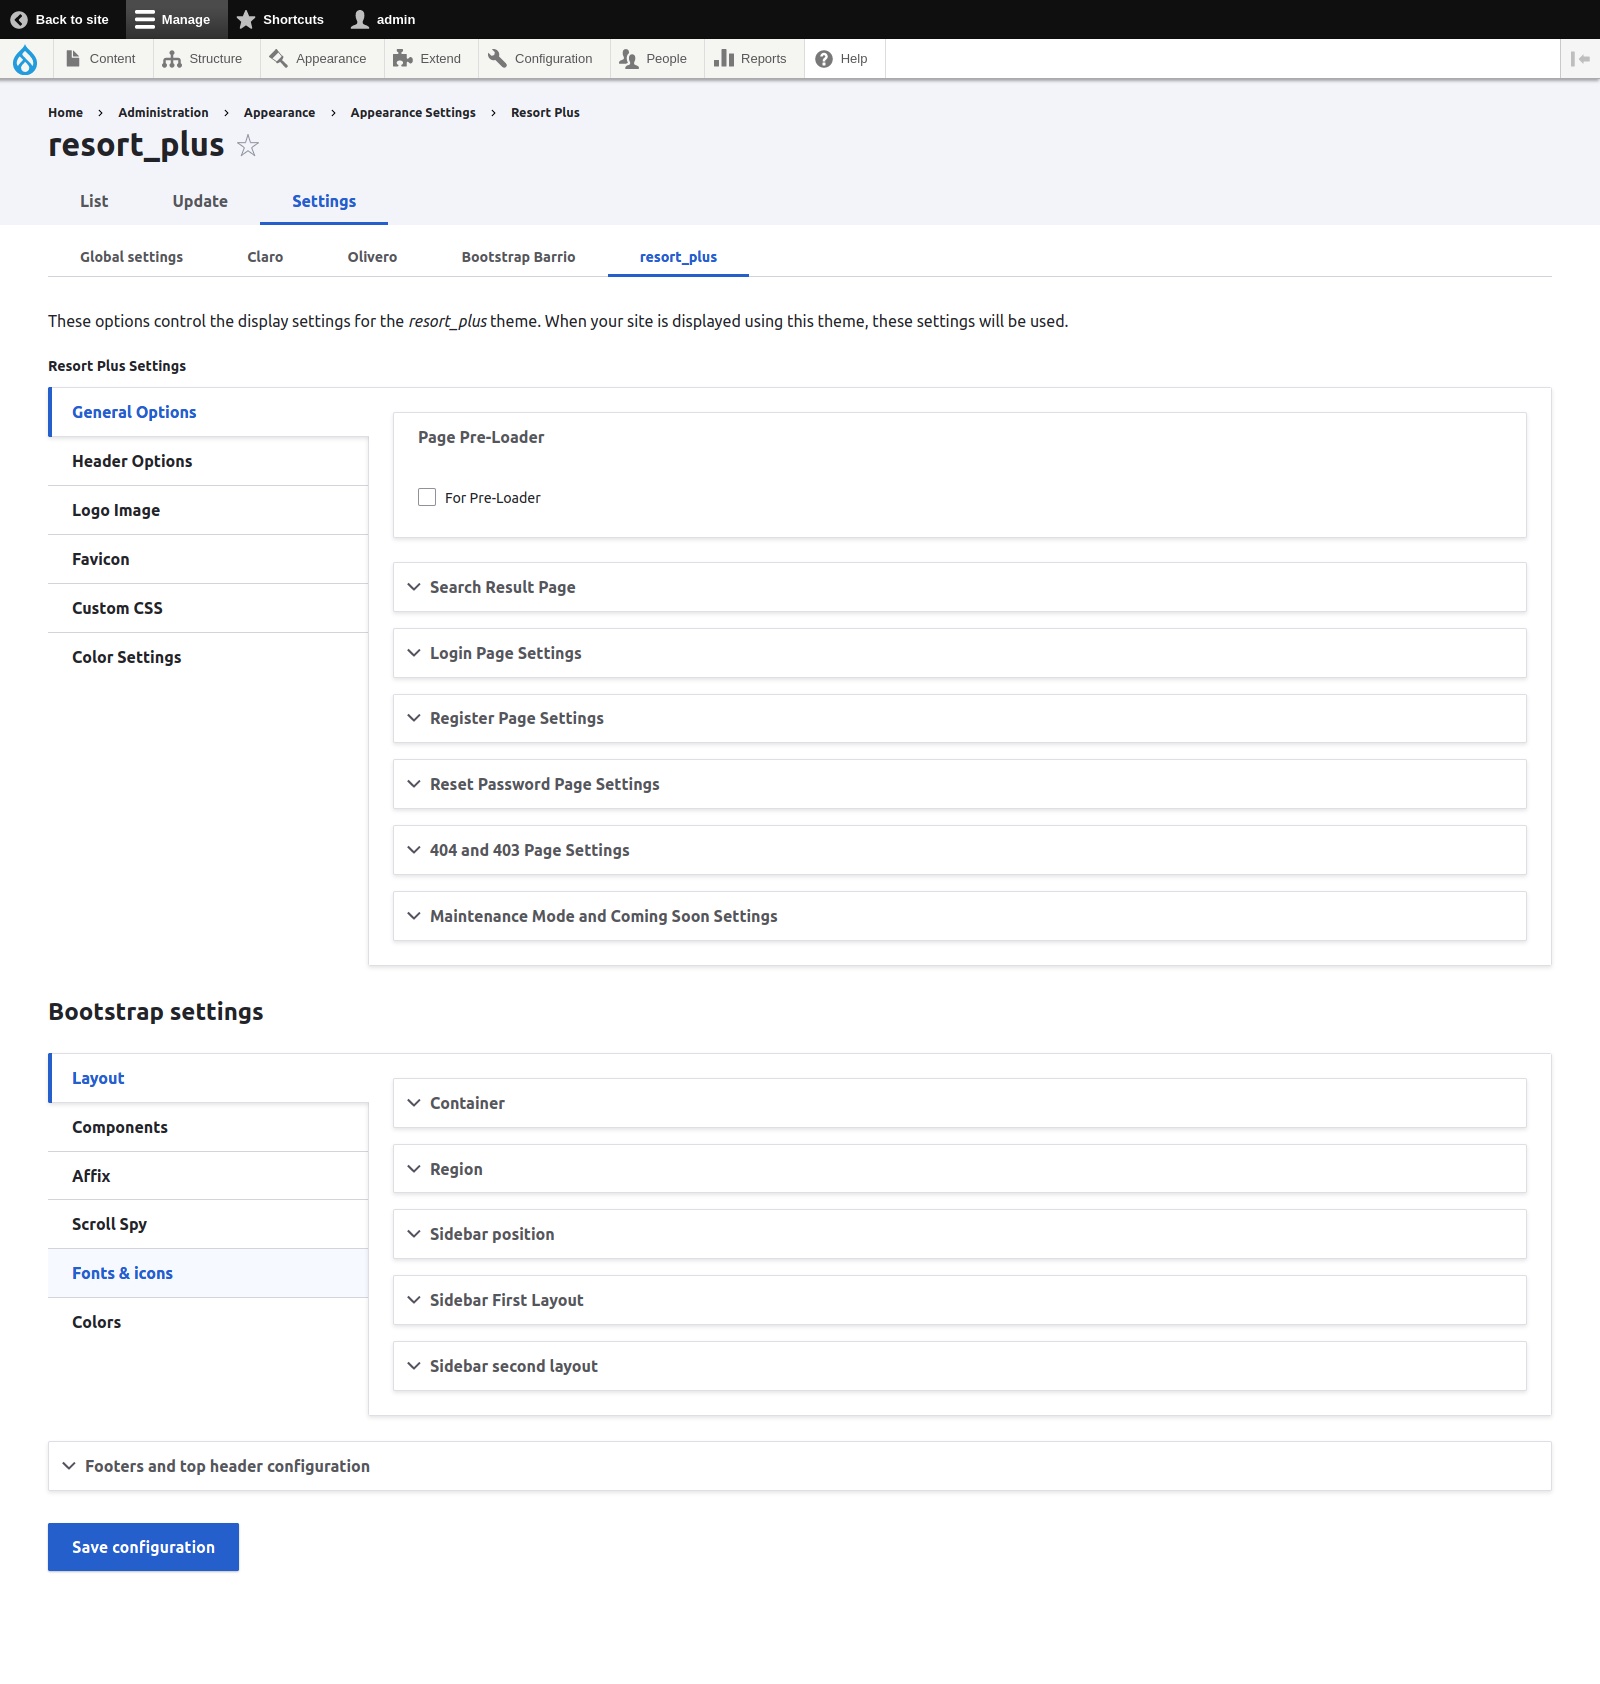 Back to site Manage Shortcuts admin
Content Structure Appearance Extend Configuration People Reports Help
Home › Administration › Appearance › Appearance Settings › Resort Plus
resort_plus
List Update Settings
Global settings Claro Olivero Bootstrap Barrio resort_plus
These options control the display settings for the resort_plus theme. When your site is displayed using this theme, these settings will be used.
Resort Plus Settings
General Options
Header Options
Logo Image
Favicon
Custom CSS
Color Settings
Page Pre-Loader
For Pre-Loader
Search Result Page
Login Page Settings
Register Page Settings
Reset Password Page Settings
404 and 403 Page Settings
Maintenance Mode and Coming Soon Settings
Bootstrap settings
Layout
Components
Affix
Scroll Spy
Fonts & icons
Colors
Container
Region
Sidebar position
Sidebar First Layout
Sidebar second layout
Footers and top header configuration
Save configuration